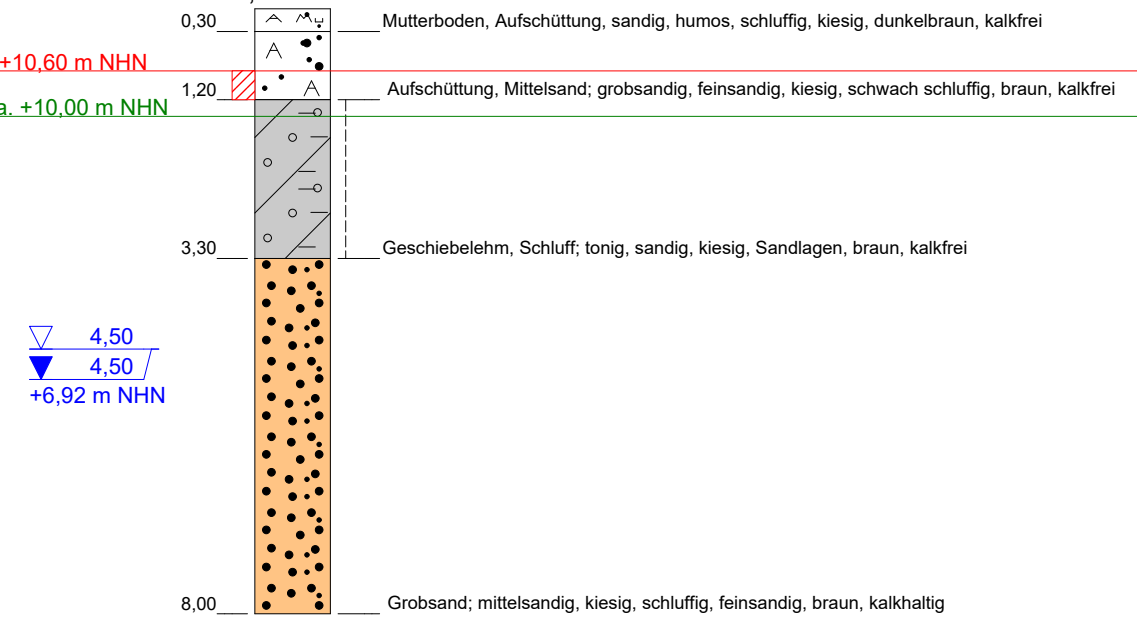 0,30 Mutterboden, Aufschüttung, sandig, humos, schluffig, kiesig, dunkelbraun, kalkfrei
+10,60 m NHN
1,20 Aufschüttung, Mittelsand; grobsandig, feinsandig, kiesig, schwach schluffig, braun, kalkfrei
a. +10,00 m NHN
3,30 Geschiebelehm, Schluff; tonig, sandig, kiesig, Sandlagen, braun, kalkfrei
4,50
4,50
+6,92 m NHN
8,00 Grobsand; mittelsandig, kiesig, schluffig, feinsandig, braun, kalkhaltig